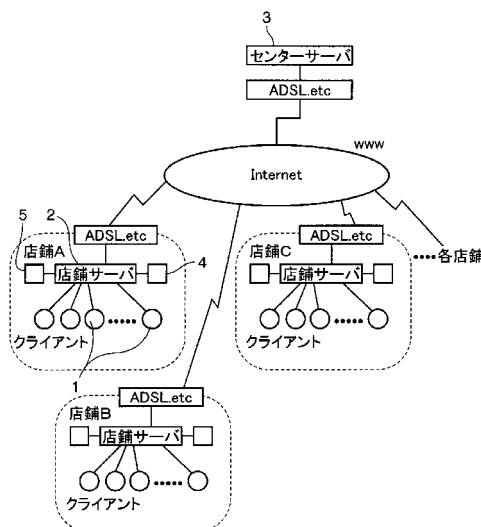 3
センターサーバ
ADSL.etc
www
Internet
5
2
ADSL.etc
店舗A
店舗サーバ
4
クライアント
1
ADSL.etc
店舗C
店舗サーバ
クライアント
各店舗
ADSL.etc
店舗B
店舗サーバ
クライアント